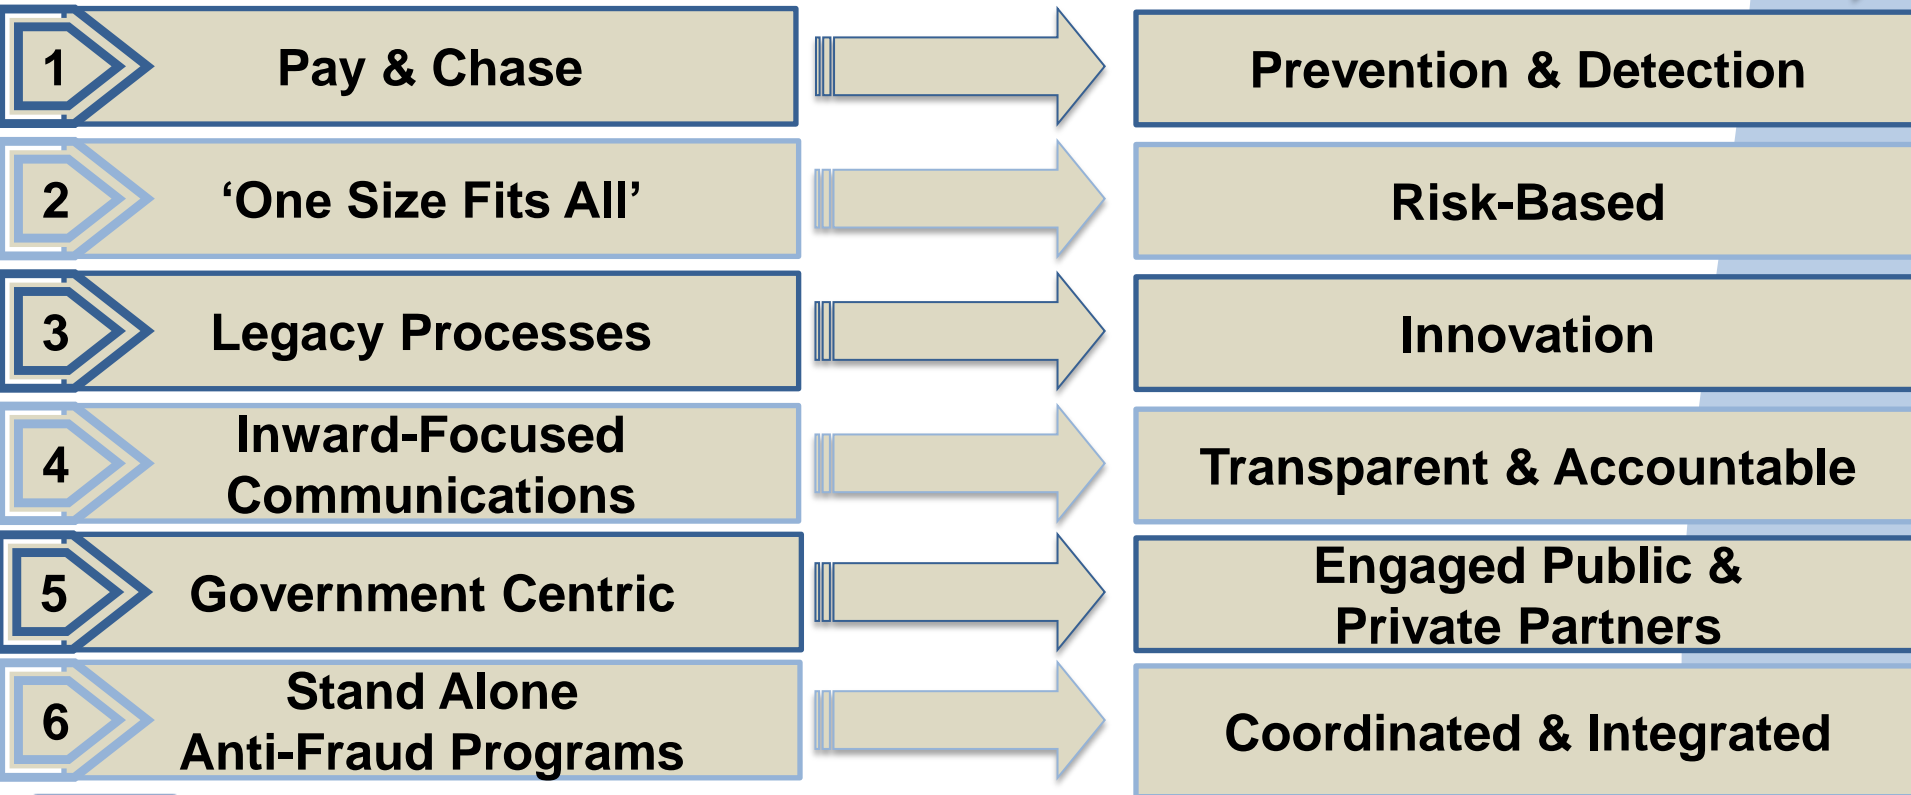 1
Pay & Chase
Prevention & Detection
2
‘One Size Fits All’
Risk-Based
3
Legacy Processes
Innovation
4
Inward-Focused
Communications
Transparent & Accountable
5
Government Centric
Engaged Public &
Private Partners
6
Stand Alone
Anti-Fraud Programs
Coordinated & Integrated